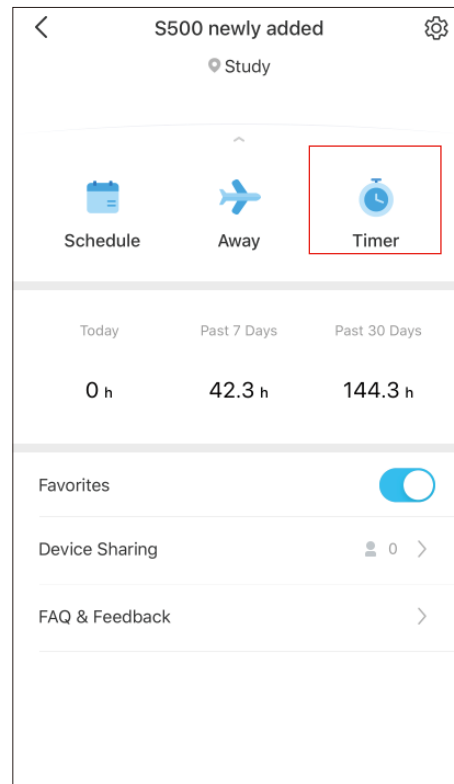 S500 newly added
Study
Schedule Away Timer
Today Past 7 Days Past 30 Days
0 h 42.3 h 144.3 h
Favorites
Device Sharing 0
FAQ & Feedback